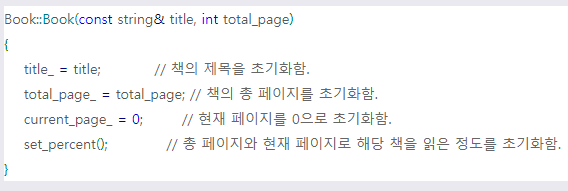 Book::Book(const string& title, int total_page)
{
title_ = title; // 책의 제목을 초기화함.
total_page_ = total_page; // 책의 총 페이지를 초기화함.
current_page_ = 0; // 현재 페이지를 0으로 초기화함.
set_percent(); // 총 페이지와 현재 페이지로 해당 책을 읽은 정도를 초기화함.
}